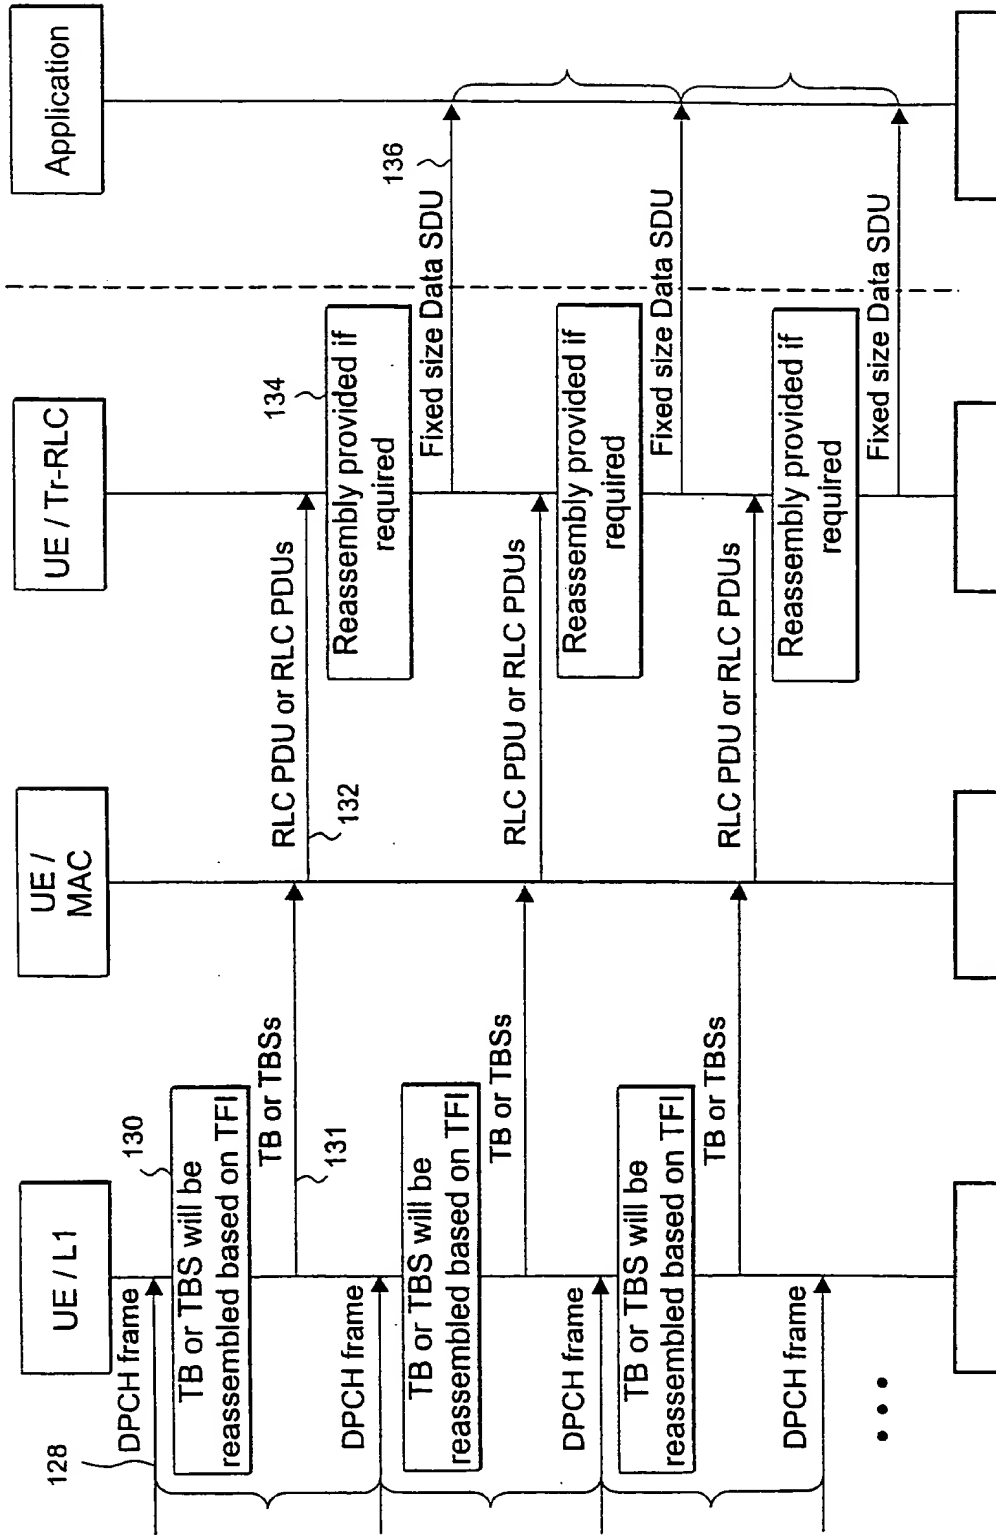 UE / L1
UE /
MAC
UE / Tr-RLC
Application
128
DPCH frame
130
TB or TBS will be
reassembled based on TFI
TB or TBSs
131
RLC PDU or RLC PDUs
132
134
Reassembly provided if
required
Fixed size Data SDU
136
DPCH frame
TB or TBS will be
reassembled based on TFI
TB or TBSs
RLC PDU or RLC PDUs
Reassembly provided if
required
Fixed size Data SDU
DPCH frame
TB or TBS will be
reassembled based on TFI
TB or TBSs
RLC PDU or RLC PDUs
Reassembly provided if
required
Fixed size Data SDU
DPCH frame